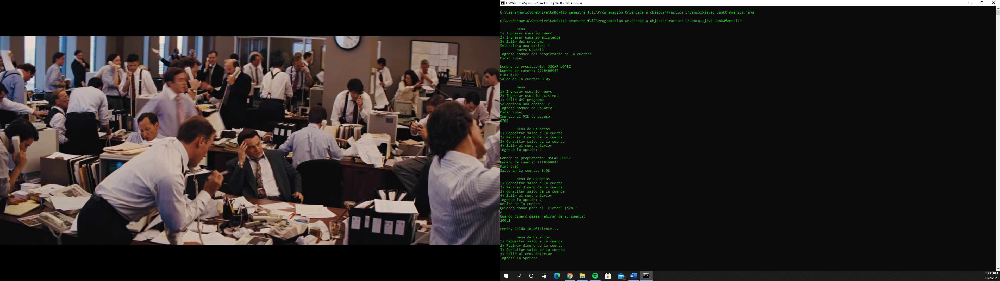 C:\Windows\System32\cmd.exe - java  BankOfAmerica
C:\Users\mario\OneDrive\UABC\4to semestre full\Programacion Orientada a objetos\Practica 5\Banco1>javac BankOfAmerica.java
C:\Users\mario\OneDrive\UABC\4to semestre full\Programacion Orientada a objetos\Practica 5\Banco1>java BankOfAmerica
Menu
1) Ingresar usuario nuevo
2) Ingresar usuario existente
3) Salir del programa
Selecciona una opcion: 1
Nuevo Usuario
Ingrese nombre del propietario de la cuenta:
Oscar Lopez
Nombre de propietario: OSCAR LOPEZ
Numero de cuenta: 2118468943
Pin: 6709
Saldo en la cuenta: 0.0$
Menu
1) Ingresar usuario nuevo
2) Ingresar usuario existente
3) Salir del programa
Selecciona una opcion: 2
Ingresa Nombre de usuario:
Oscar Lopez
Ingresa el PIN de acceso:
6709
Menu de Usuarios
1) Depositar saldo a la cuenta
2) Retirar dinero de la cuenta
3) Consultar saldo de la cuenta
4) Salir al menu anterior
Ingresa la opcion: 3
Nombre de propietario: OSCAR LOPEZ
Numero de cuenta: 2118468943
Pin: 6709
Saldo en la cuenta: 0.0$
Menu de Usuarios
1) Depositar saldo a la cuenta
2) Retirar dinero de la cuenta
3) Consultar saldo de la cuenta
4) Salir al menu anterior
Ingresa la opcion: 2
Retiro de la cuenta
Quieres donar para el Teleton? [s/n]:
n
Cuando dinero desea retirar de su cuenta:
200.5
Error, Saldo insuficiente...
Menu de Usuarios
1) Depositar saldo a la cuenta
2) Retirar dinero de la cuenta
3) Consultar saldo de la cuenta
4) Salir al menu anterior
Ingresa la opcion:
1
10:30 PM
11/2/2020